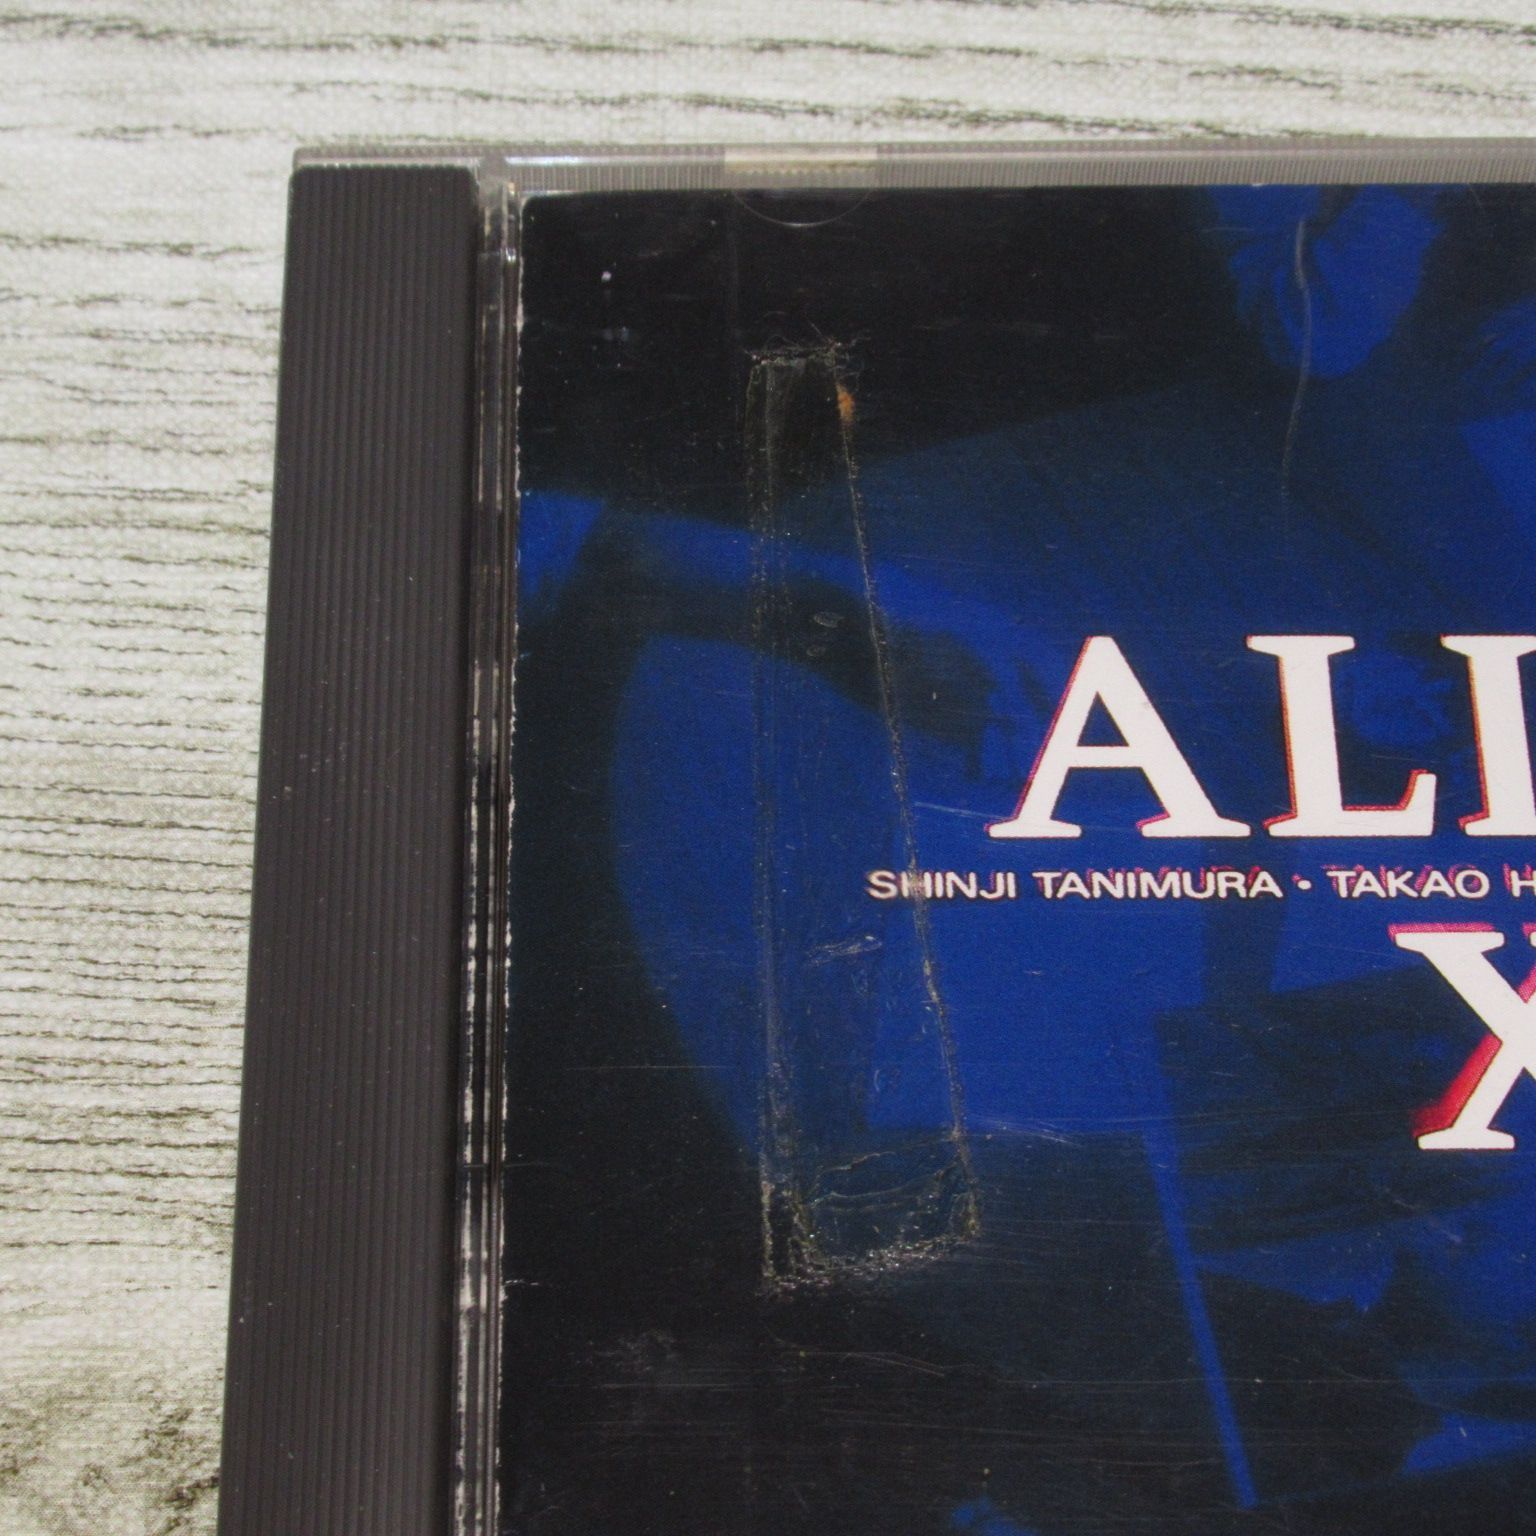 ALI
SHINJI TANIMURA • TAKAO H
X